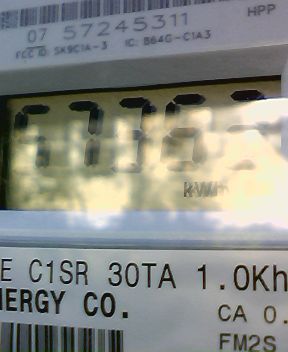 HPP
07 57245311
FCC ID: SK9C1A-3 IC: 864G-C1A3
kWh
E C1SR 30TA 1.0Kh
NERGY CO.
CA 0.
FM2S